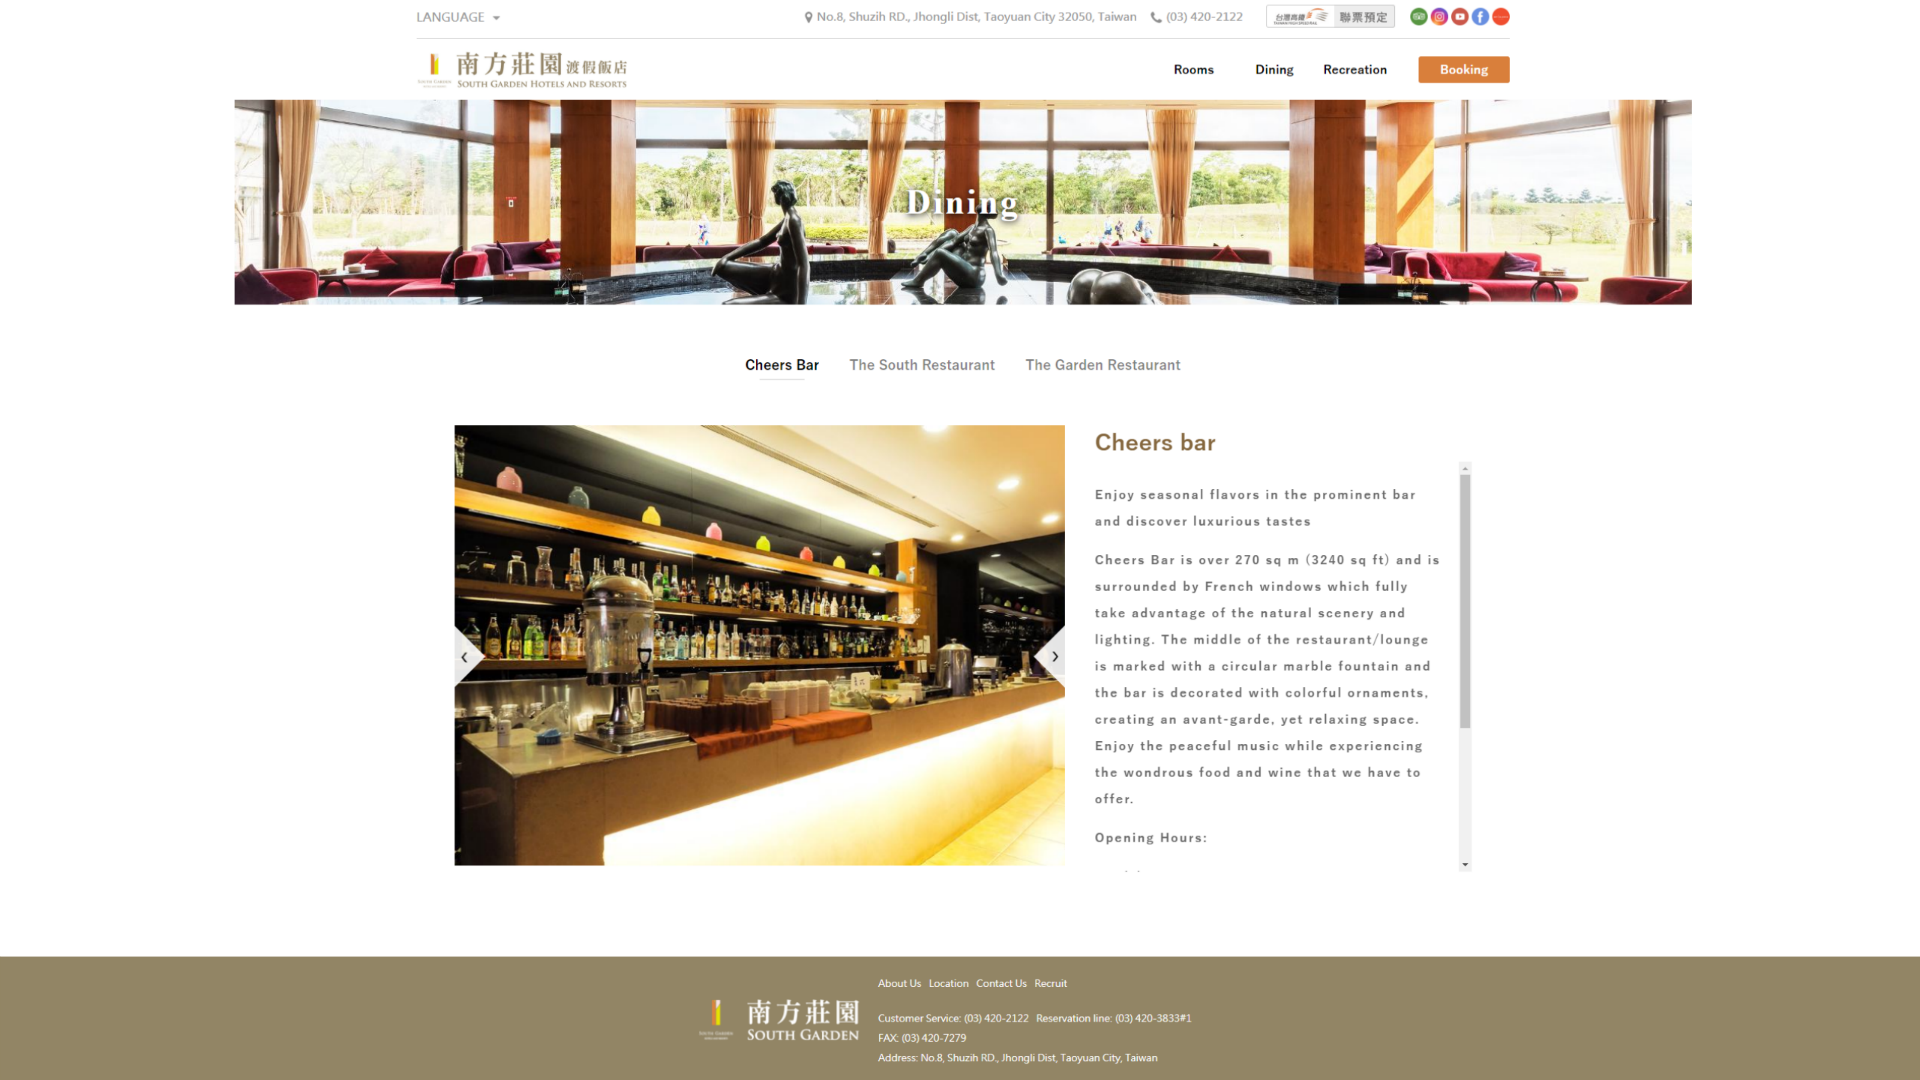 LANGUAGE
No.8, Shuzih RD., Jhongli Dist, Taoyuan City 32050, Taiwan
(03) 420-2122
台灣高鐵
聯票預定
南方莊園渡假飯店
SOUTH GARDEN HOTELS AND RESORTS
Rooms
Dining
Recreation
Booking
Dining
Cheers Bar
The South Restaurant
The Garden Restaurant
Cheers bar
Enjoy seasonal flavors in the prominent bar
and discover luxurious tastes
Cheers Bar is over 270 sq m (3240 sq ft) and is
surrounded by French windows which fully
take advantage of the natural scenery and
lighting. The middle of the restaurant/lounge
is marked with a circular marble fountain and
the bar is decorated with colorful ornaments,
creating an avant-garde, yet relaxing space.
Enjoy the peaceful music while experiencing
the wondrous food and wine that we have to
offer.
Opening Hours:
About Us Location Contact Us Recruit
南方莊園
SOUTH GARDEN
Customer Service: (03) 420-2122 Reservation line: (03) 420-3833#1
FAX: (03) 420-7279
Address: No.8, Shuzih RD., Jhongli Dist, Taoyuan City, Taiwan